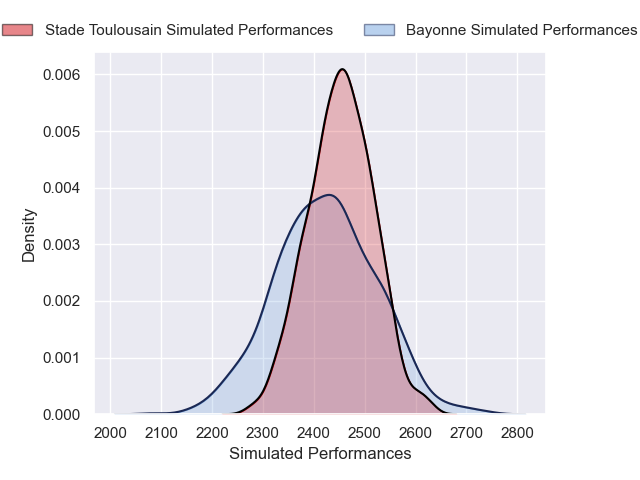 Stade Toulousain Simulated Performances
Bayonne Simulated Performances
0.006
0.005
0.004
0.003
0.002
0.001
0.000
Density
2000 2100 2200 2300 2400 2500 2600 2700 2800
Simulated Performances